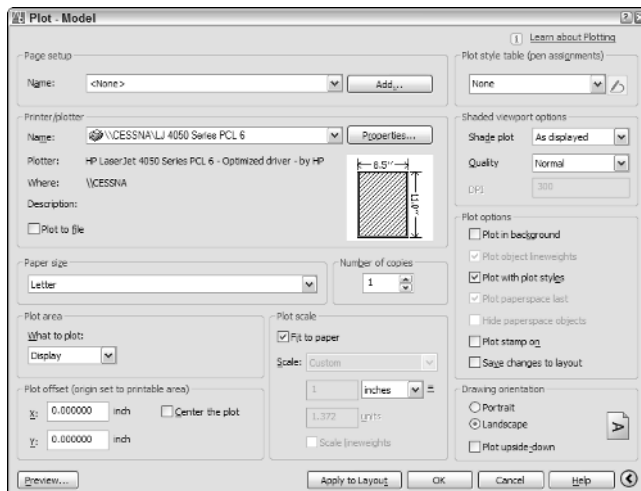 Plot - Model
Learn about Plotting
Page setup
Name: <None> Add...
Plot style table (pen assignments)
None
Printer/plotter
Name: \\CESSNA\LJ 4050 Series PCL 6 Properties...
Plotter: HP LaserJet 4050 Series PCL 6 - Optimized driver - by HP
Where: \\CESSNA
Description:
Plot to file
8.5''
11.0''
Shaded viewport options
Shade plot As displayed
Quality Normal
DPI 300
Paper size
Letter
Number of copies
1
Plot options
Plot in background
Plot object lineweights
Plot with plot styles
Plot paperspace last
Hide paperspace objects
Plot stamp on
Save changes to layout
Plot area
What to plot:
Display
Plot scale
Fit to paper
Scale: Custom
1 inches =
1.372 units
Scale lineweights
Plot offset (origin set to printable area)
X: 0.000000 inch Center the plot
Y: 0.000000 inch
Drawing orientation
Portrait
Landscape
Plot upside-down
A
Preview... Apply to Layout OK Cancel Help